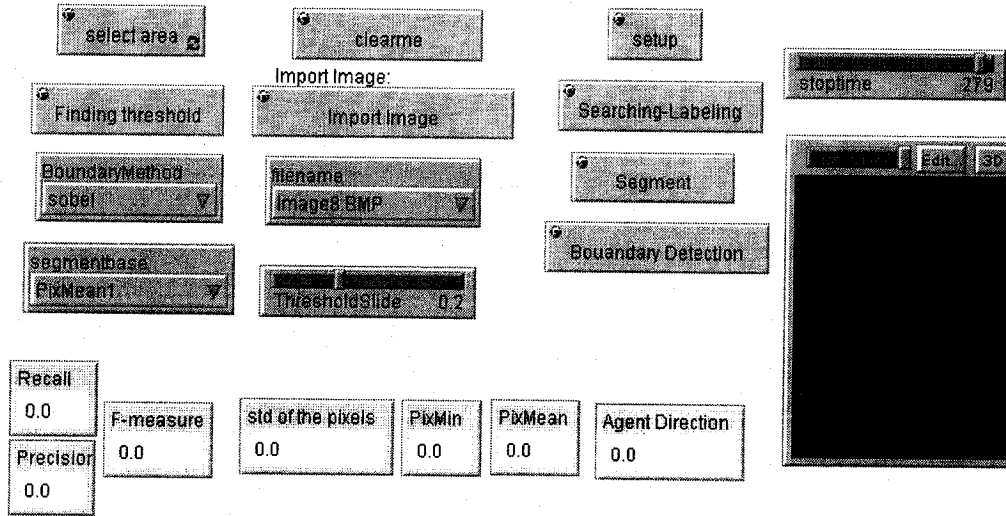 select area
clearme
setup
stoptime 279
Import Image:
Finding threshold
Import Image
Searching-Labeling
BoundaryMethod
sobel
filename
Image8.BMP
Segment
Edit...
3D
Bouandary Detection
segmentbase
PixMean1
ThresholdSlide 0.2
Recall
0.0
F-measure
0.0
std of the pixels
0.0
PixMin
0.0
PixMean
0.0
Agent Direction
0.0
Precision
0.0